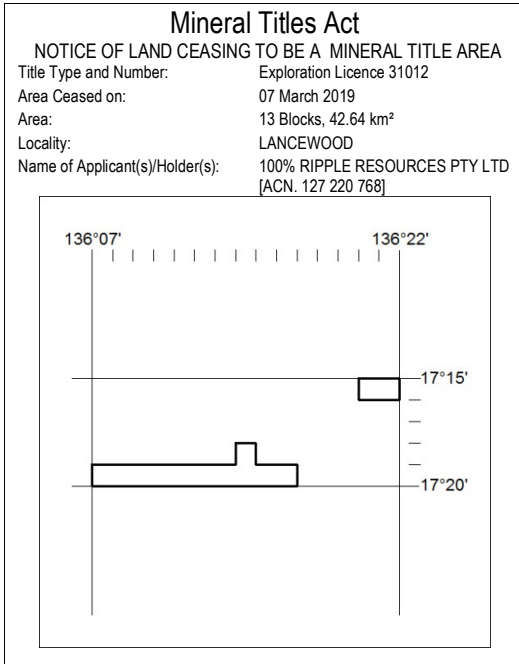 Mineral Titles Act
NOTICE OF LAND CEASING TO BE A MINERAL TITLE AREA
Title Type and Number: Exploration Licence 31012
Area Ceased on: 07 March 2019
Area: 13 Blocks, 42.64 km²
Locality: LANCEWOOD
Name of Applicant(s)/Holder(s): 100% RIPPLE RESOURCES PTY LTD
[ACN. 127 220 768]
136°07' 136°22'
17°15'
17°20'